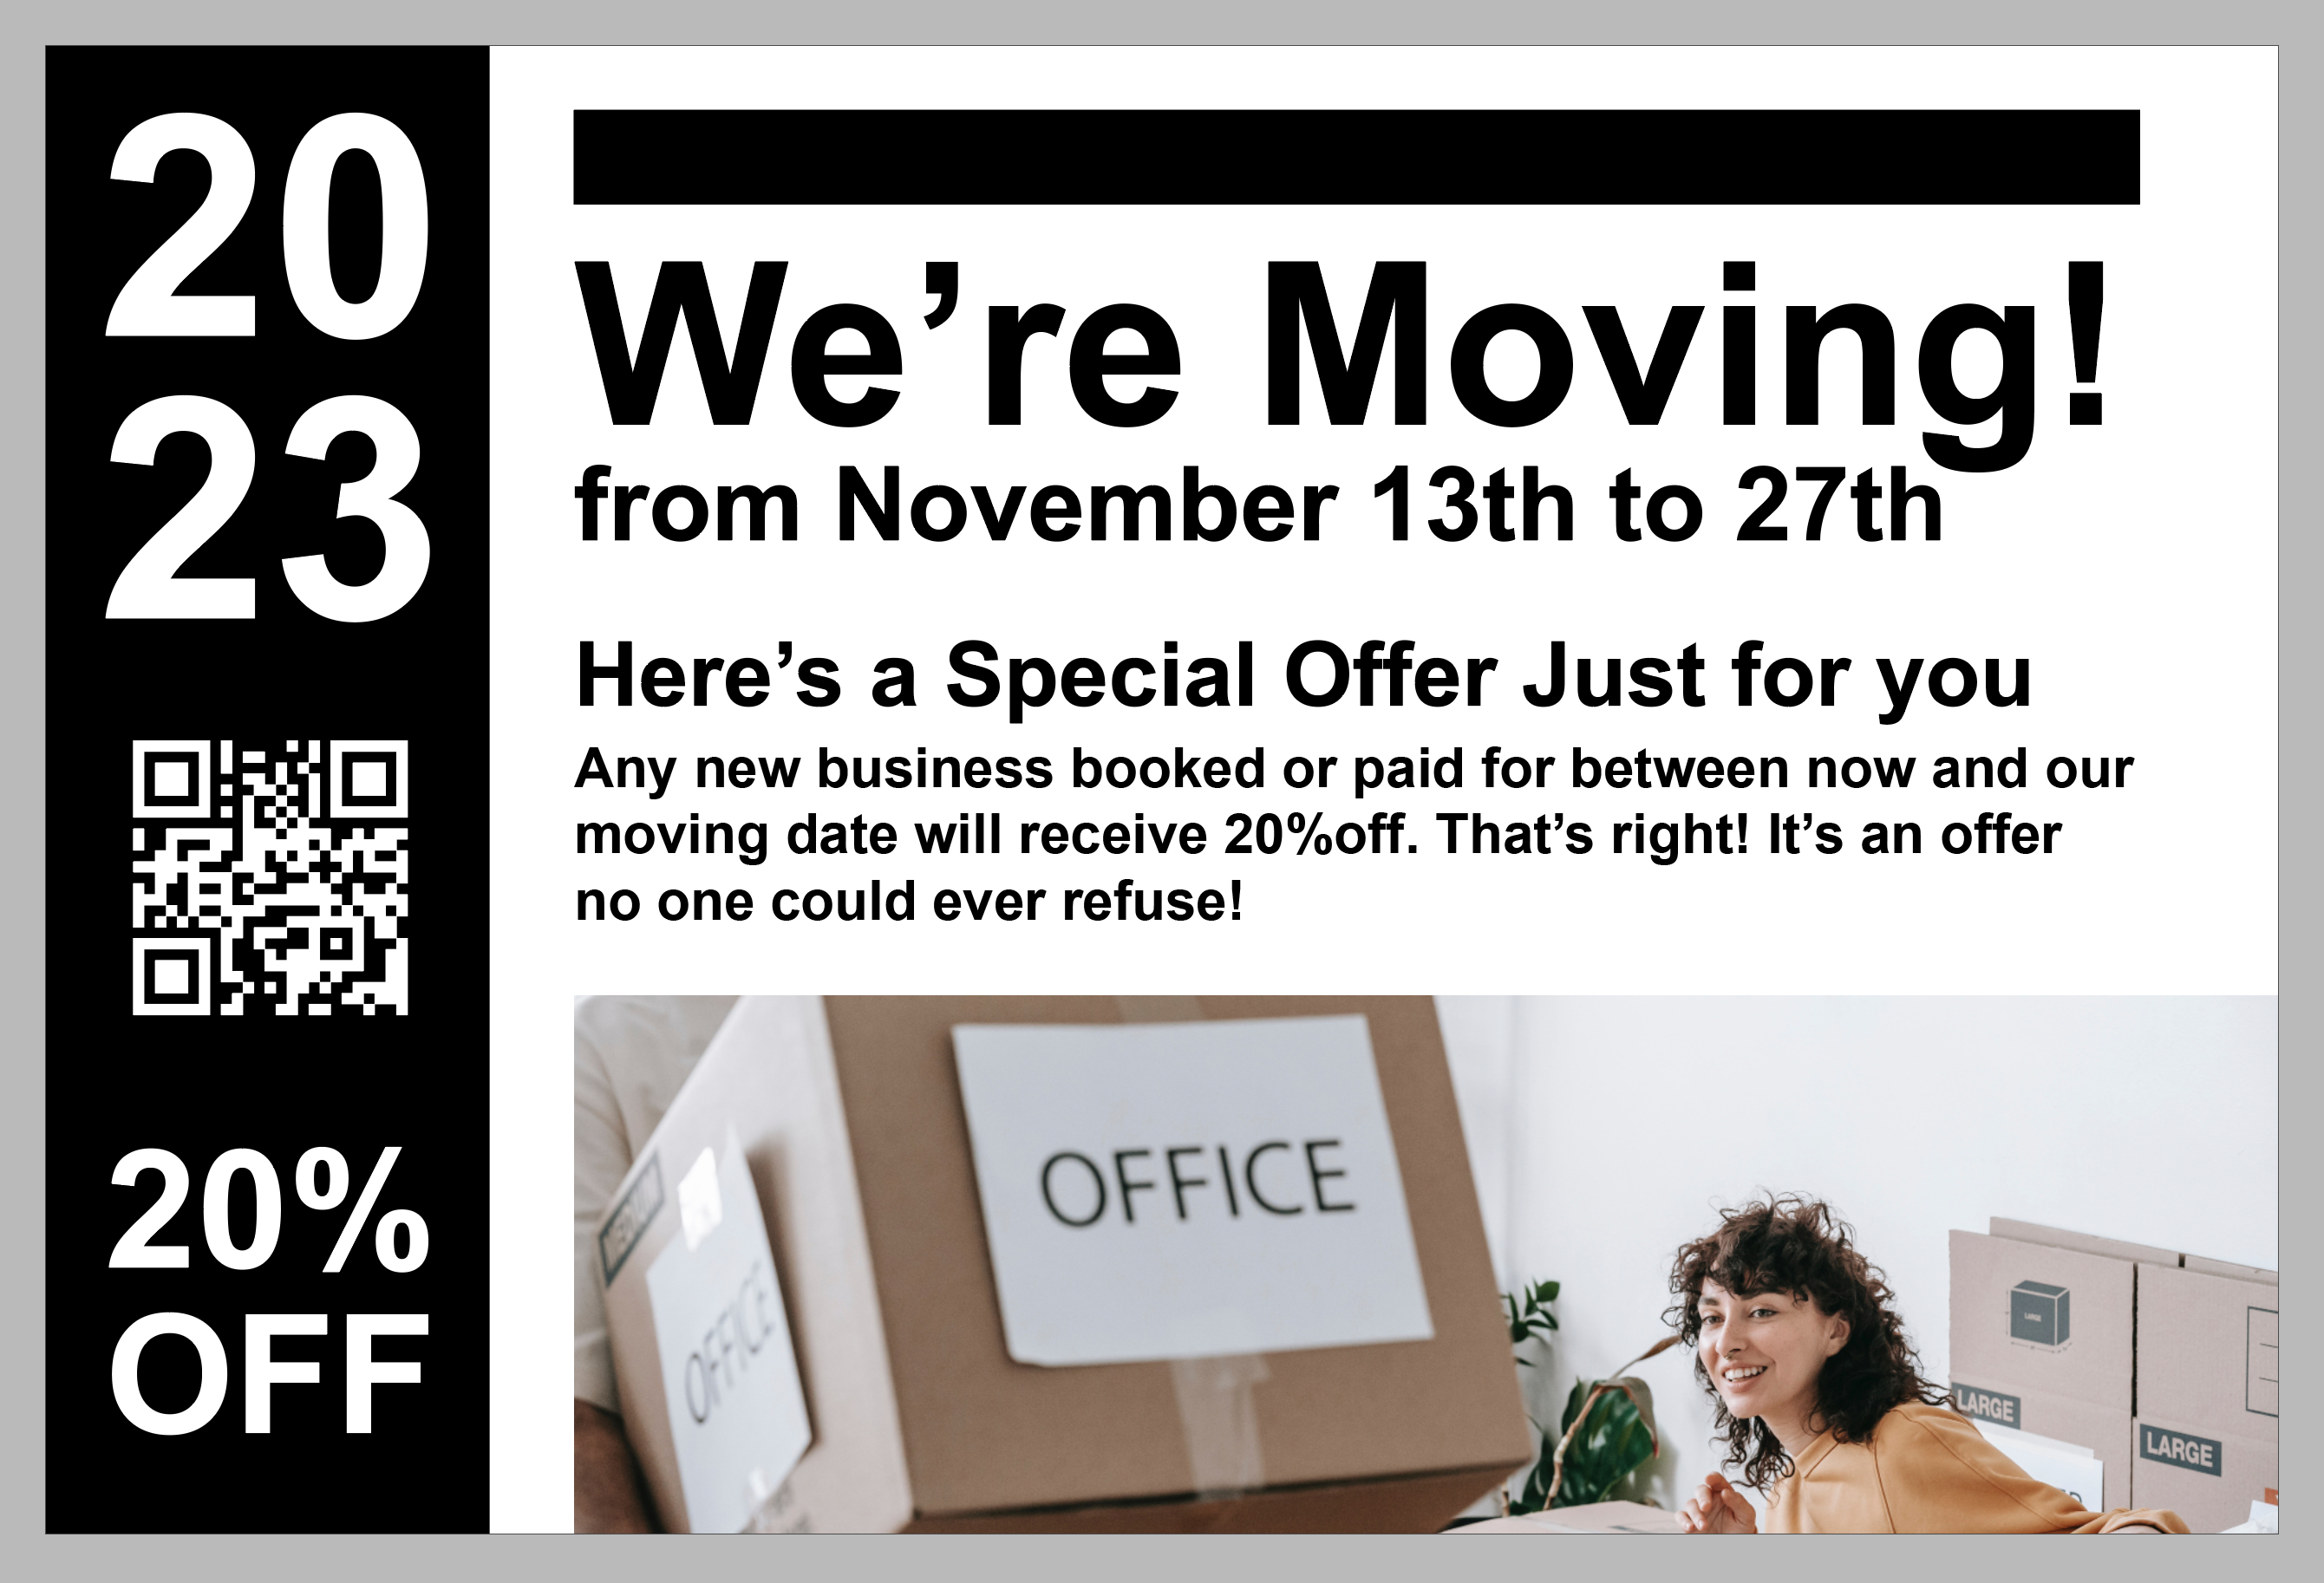 20
23
20%
OFF
We’re Moving!
from November 13th to 27th
Here’s a Special Offer Just for you
Any new business booked or paid for between now and our
moving date will receive 20%off. That’s right! It’s an offer
no one could ever refuse!
OFFICE
MEDIUM
OFFICE
LARGE
LARGE
LARGE